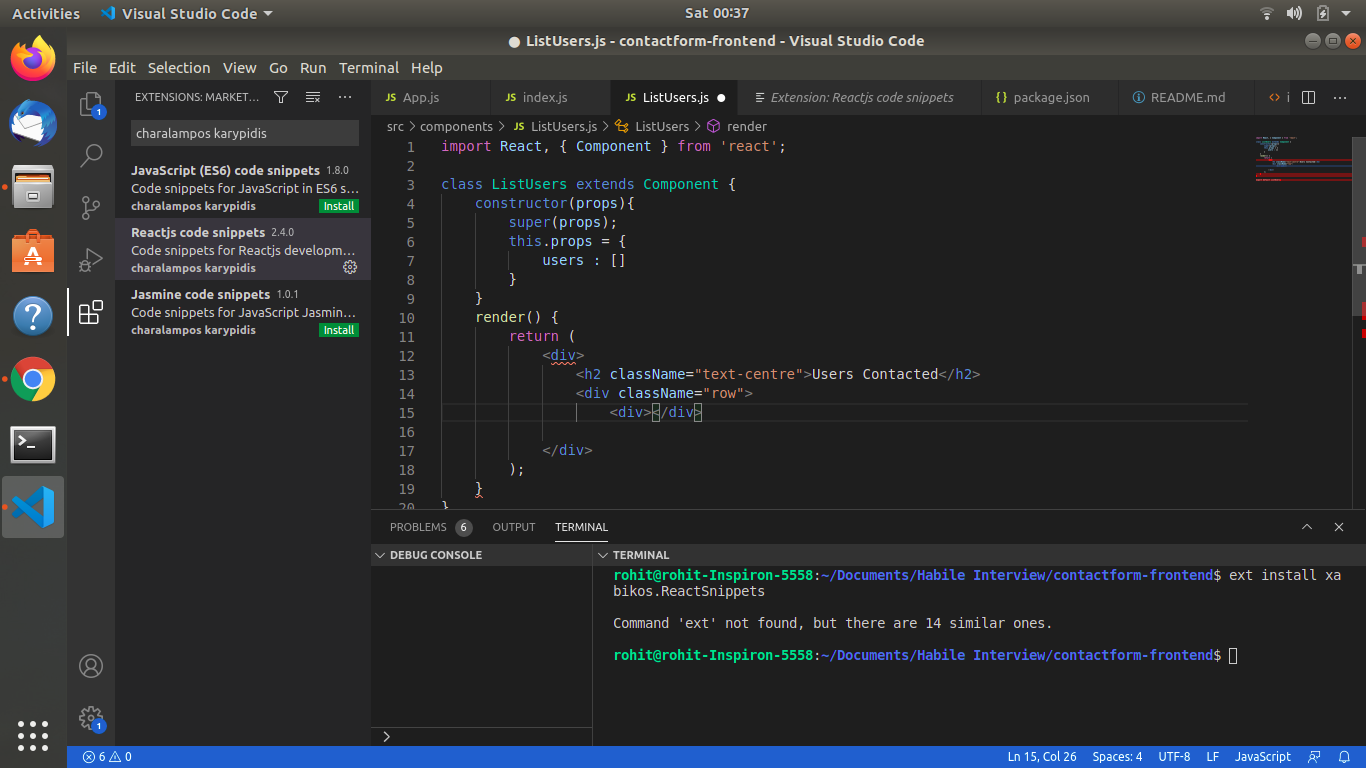 Activities Visual Studio Code Sat 00:37
ListUsers.js - contactform-frontend - Visual Studio Code
File Edit Selection View Go Run Terminal Help
EXTENSIONS: MARKET...
charalampos karypidis
JavaScript (ES6) code snippets 1.8.0
Code snippets for JavaScript in ES6 s...
charalampos karypidis Install
Reactjs code snippets 2.4.0
Code snippets for Reactjs developm...
charalampos karypidis
Jasmine code snippets 1.0.1
Code snippets for JavaScript Jasmin...
charalampos karypidis Install
1
1
JS App.js JS index.js JS ListUsers.js Extension: Reactjs code snippets {} package.json README.md <> i
src > components > JS ListUsers.js > ListUsers > render
1 import React, { Component } from 'react';
2
3 class ListUsers extends Component {
4 constructor(props){
5 super(props);
6 this.props = {
7 users : []
8 }
9 }
10 render() {
11 return (
12 <div>
13 <h2 className="text-centre">Users Contacted</h2>
14 <div className="row">
15 <div></div>
16
17 </div>
18 );
19 }
20 }
PROBLEMS 6 OUTPUT TERMINAL
DEBUG CONSOLE
TERMINAL
rohit@rohit-Inspiron-5558:~/Documents/Habile Interview/contactform-frontend$ ext install xa
bikos.ReactSnippets
Command 'ext' not found, but there are 14 similar ones.
rohit@rohit-Inspiron-5558:~/Documents/Habile Interview/contactform-frontend$
>
6 0 Ln 15, Col 26 Spaces: 4 UTF-8 LF JavaScript